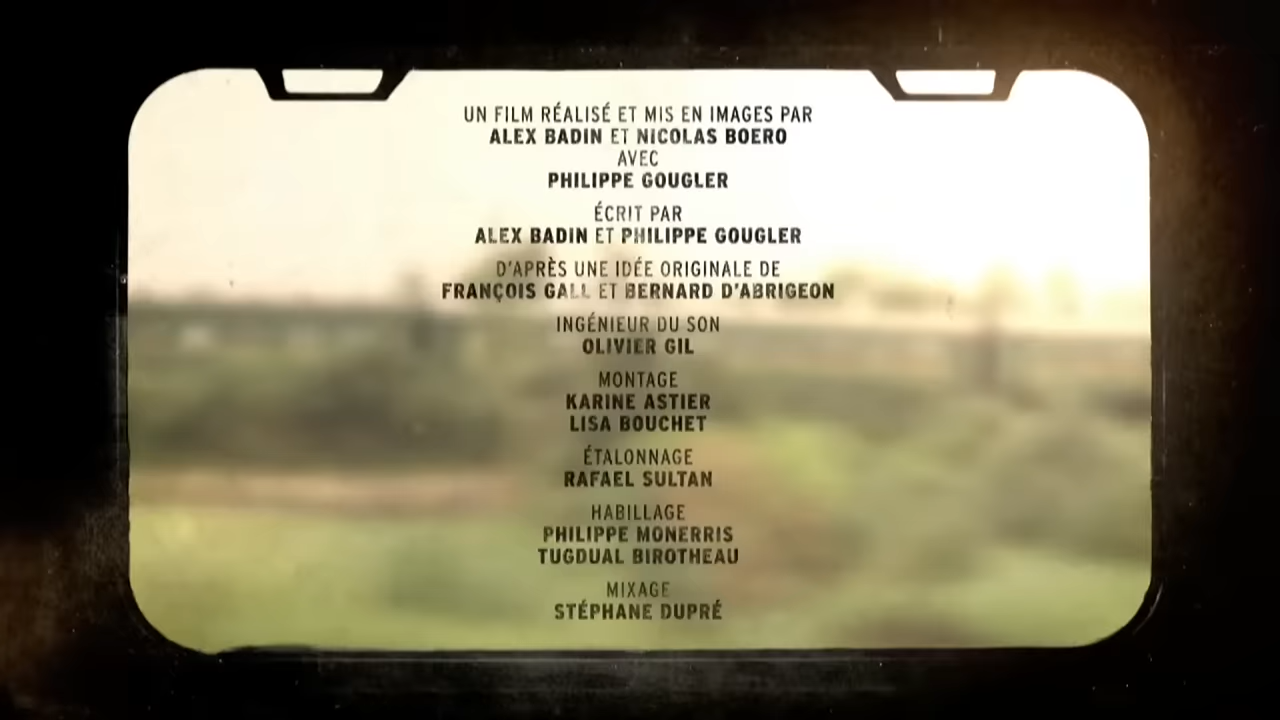 UN FILM RÉALISÉ ET MIS EN IMAGES PAR
ALEX BADIN ET NICOLAS BOERO
AVEC
PHILIPPE GOUGLER
ÉCRIT PAR
ALEX BADIN ET PHILIPPE GOUGLER
D'APRÈS UNE IDÉE ORIGINALE DE
FRANÇOIS GALL ET BERNARD D'ABRIGEON
INGÉNIEUR DU SON
OLIVIER GIL
MONTAGE
KARINE ASTIER
LISA BOUCHET
ÉTALONNAGE
RAFAEL SULTAN
HABILLAGE
PHILIPPE MONERRIS
TUGDUAL BIROTHEAU
MIXAGE
STÉPHANE DUPRÉ